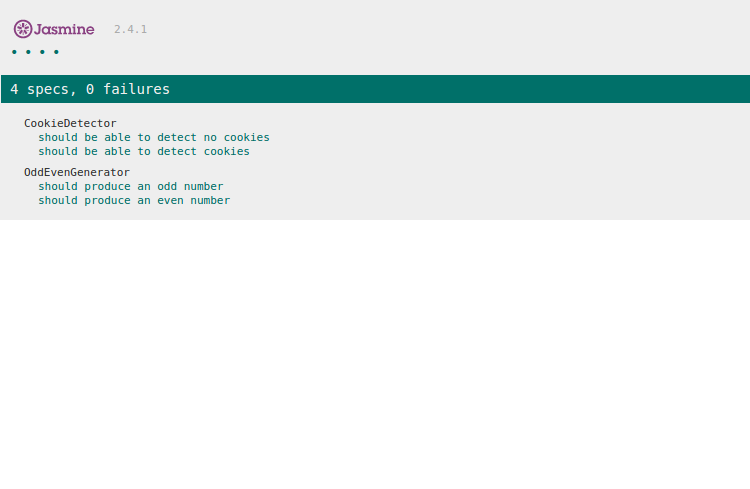 Jasmine 2.4.1
• • • •
4 specs, 0 failures
CookieDetector
should be able to detect no cookies
should be able to detect cookies
OddEvenGenerator
should produce an odd number
should produce an even number